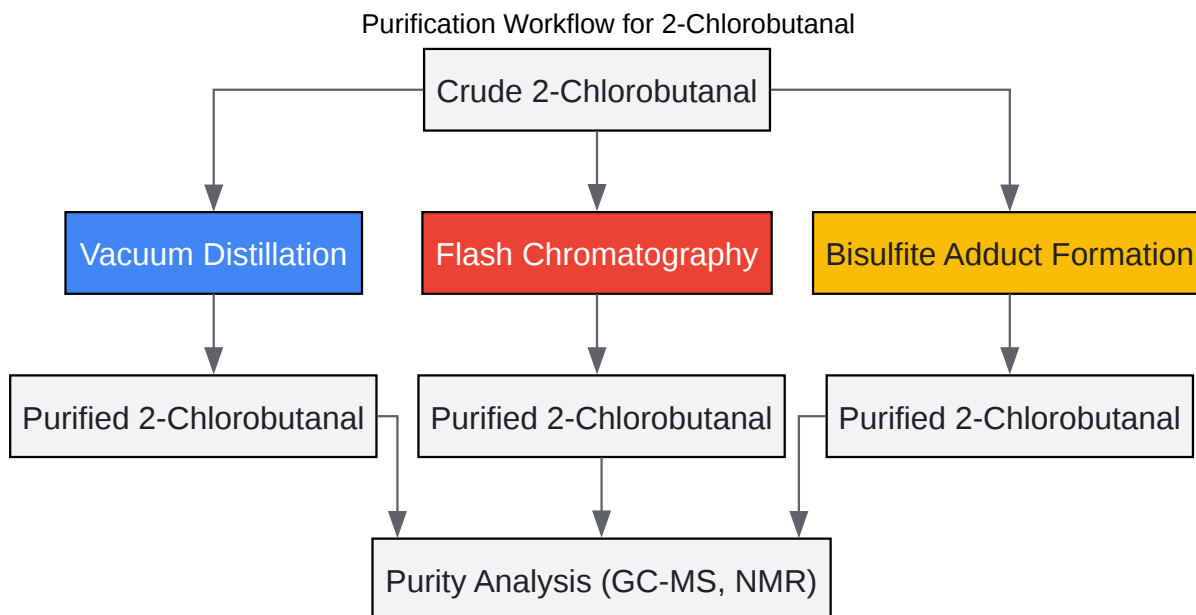 Purification Workflow for 2-Chlorobutanal
Crude 2-Chlorobutanal
Vacuum Distillation
Flash Chromatography
Bisulfite Adduct Formation
Purified 2-Chlorobutanal
Purified 2-Chlorobutanal
Purified 2-Chlorobutanal
Purity Analysis (GC-MS, NMR)